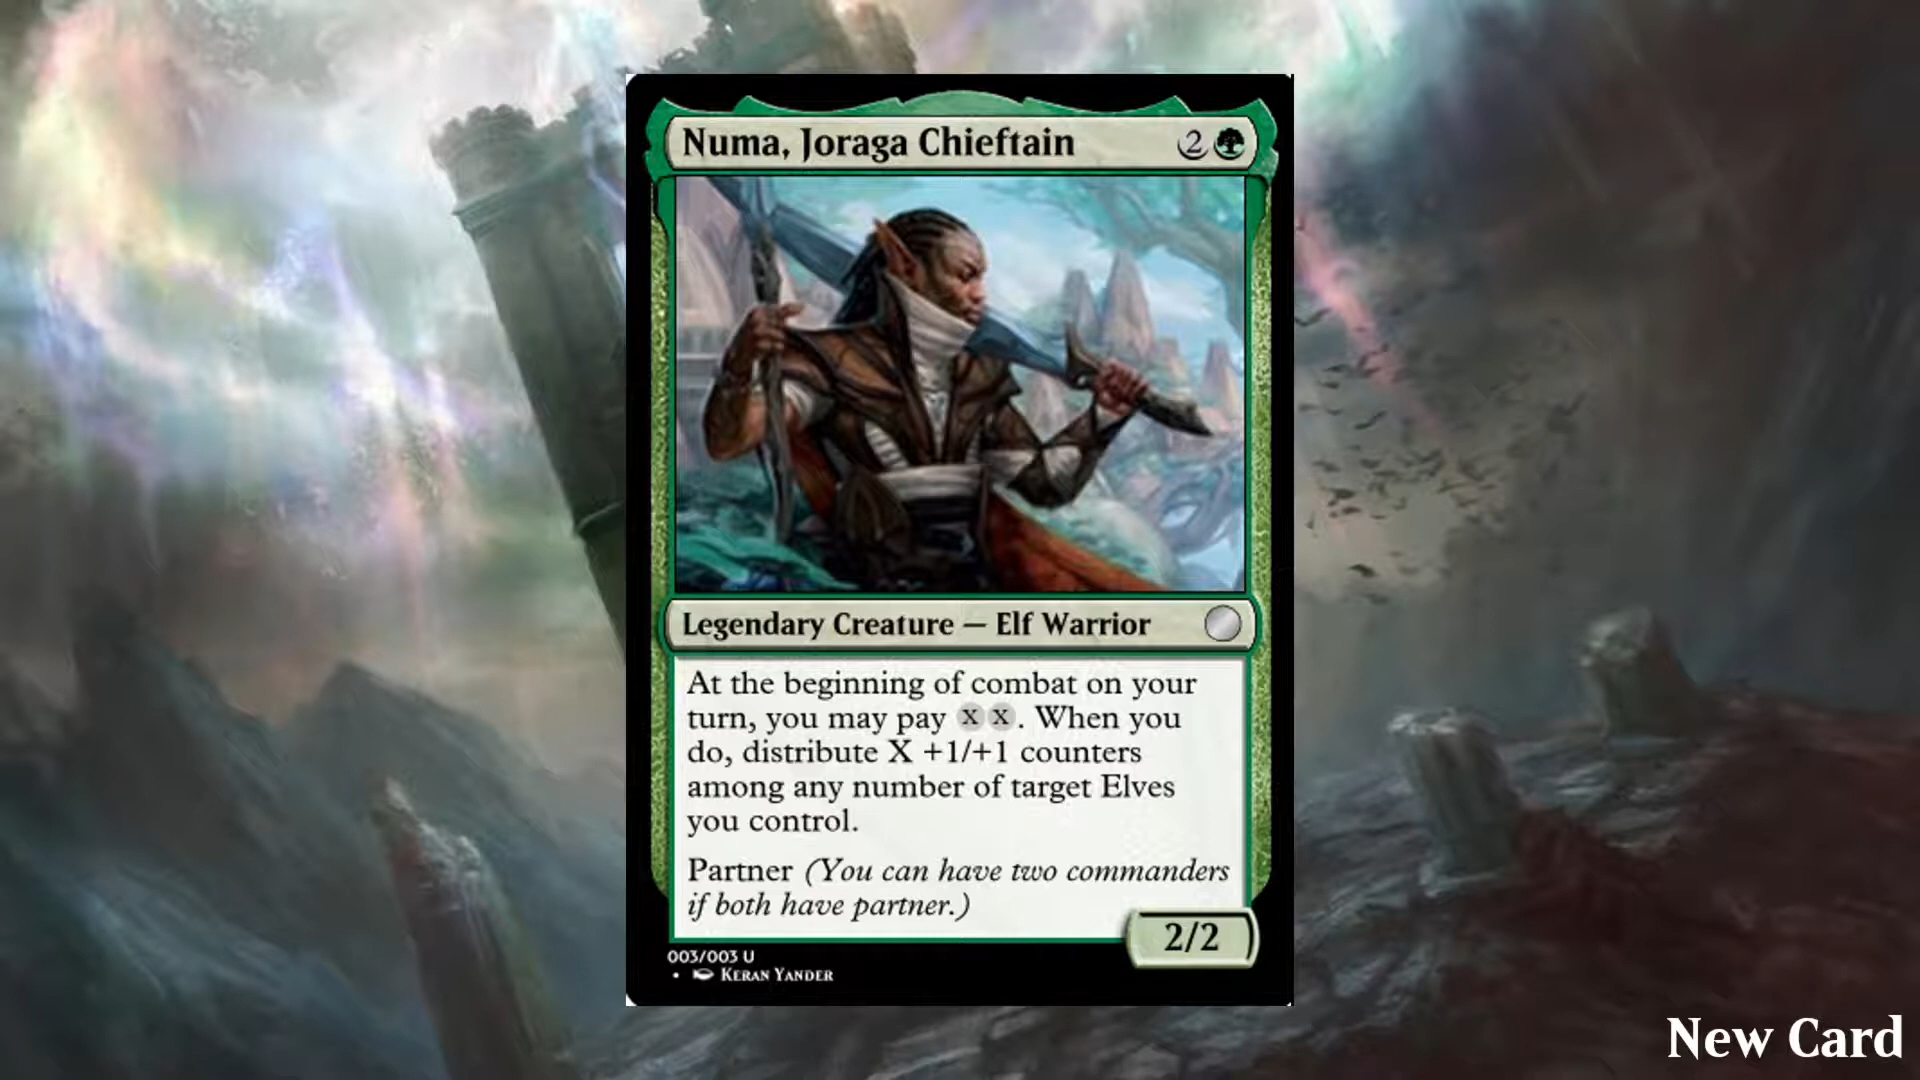 Numa, Joraga Chieftain 2
Legendary Creature — Elf Warrior
At the beginning of combat on your
turn, you may pay X X. When you
do, distribute X +1/+1 counters
among any number of target Elves
you control.
Partner (You can have two commanders
if both have partner.)
2/2
003/003 U
• KERAN YANDER
New Card